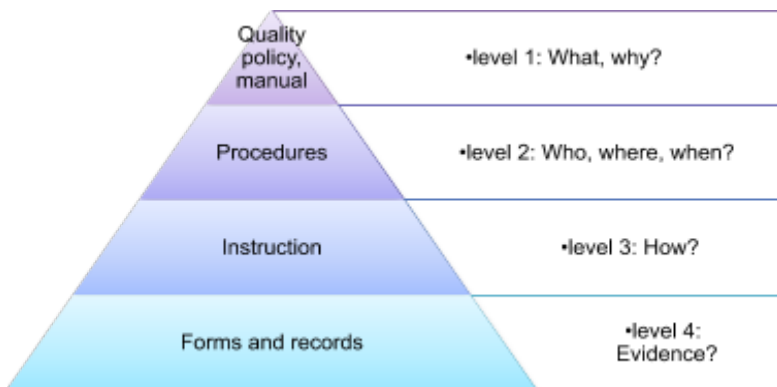 Quality
policy,
manual
•level 1: What, why?
Procedures
•level 2: Who, where, when?
Instruction
•level 3: How?
Forms and records
•level 4:
Evidence?